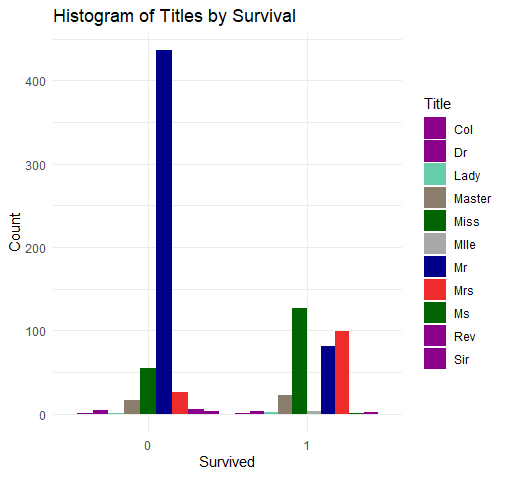 Histogram of Titles by Survival
400
300
200
100
0
Count
0
1
Survived
Title
Col
Dr
Lady
Master
Miss
Mlle
Mr
Mrs
Ms
Rev
Sir